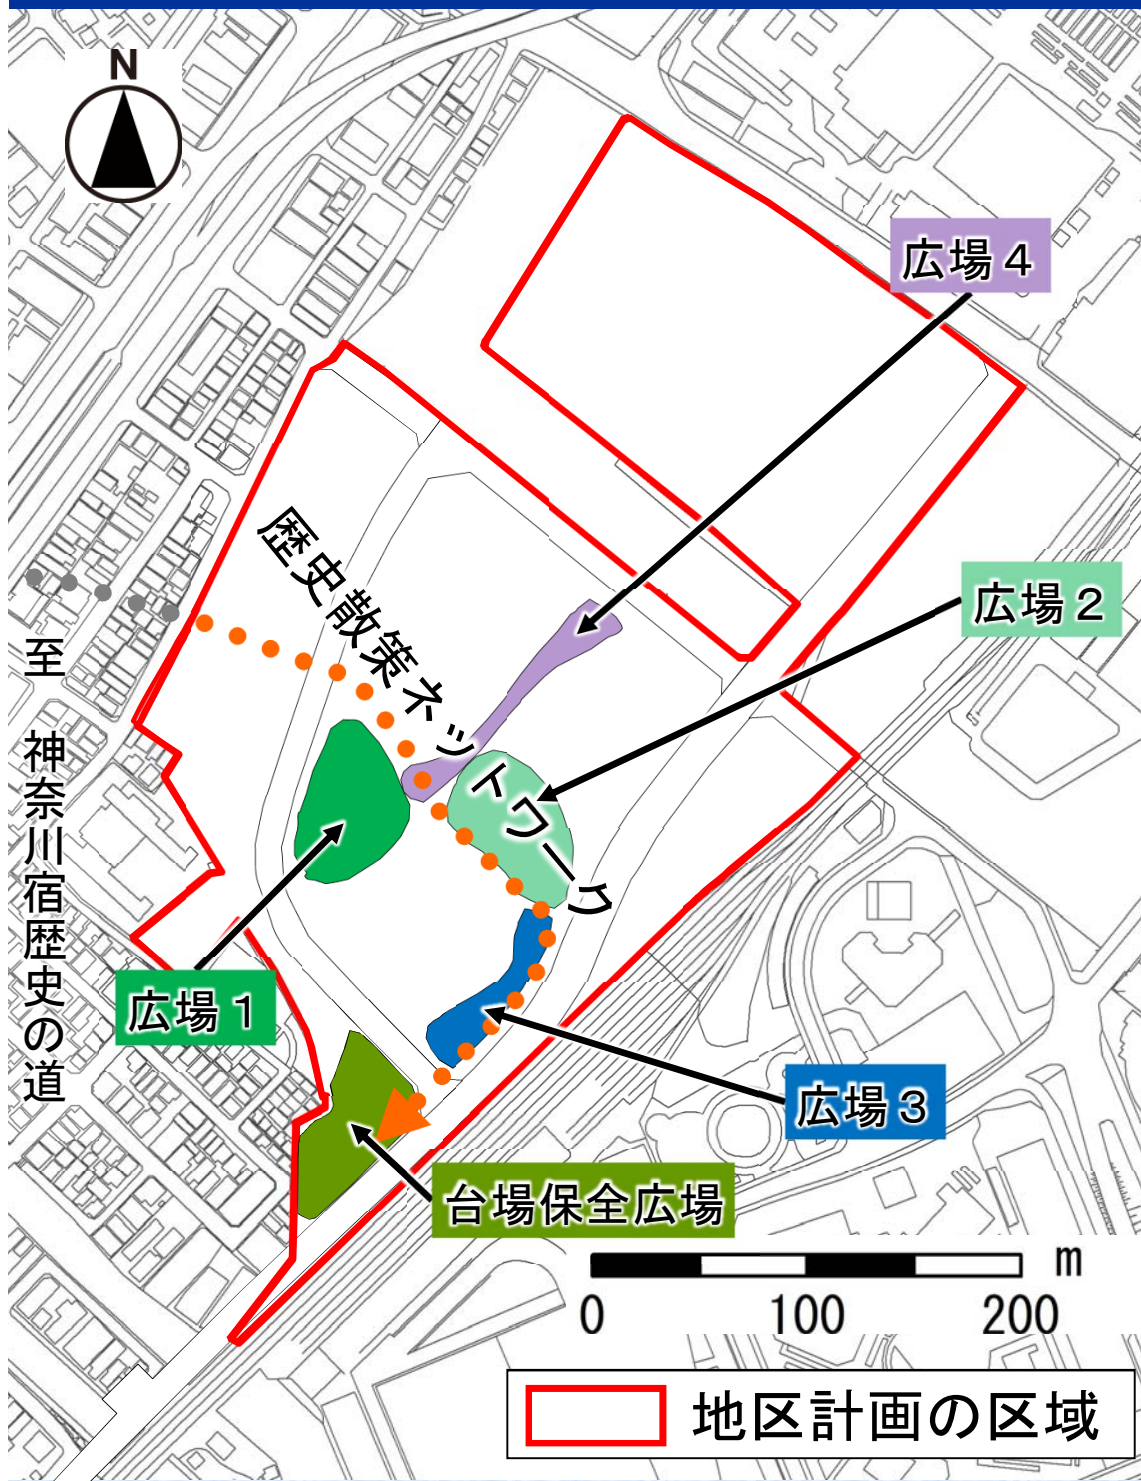 N
広場４
広場２
歴史散策ネットワーク
至 神奈川宿歴史の道
広場１
広場３
台場保全広場
m
0 100 200
地区計画の区域